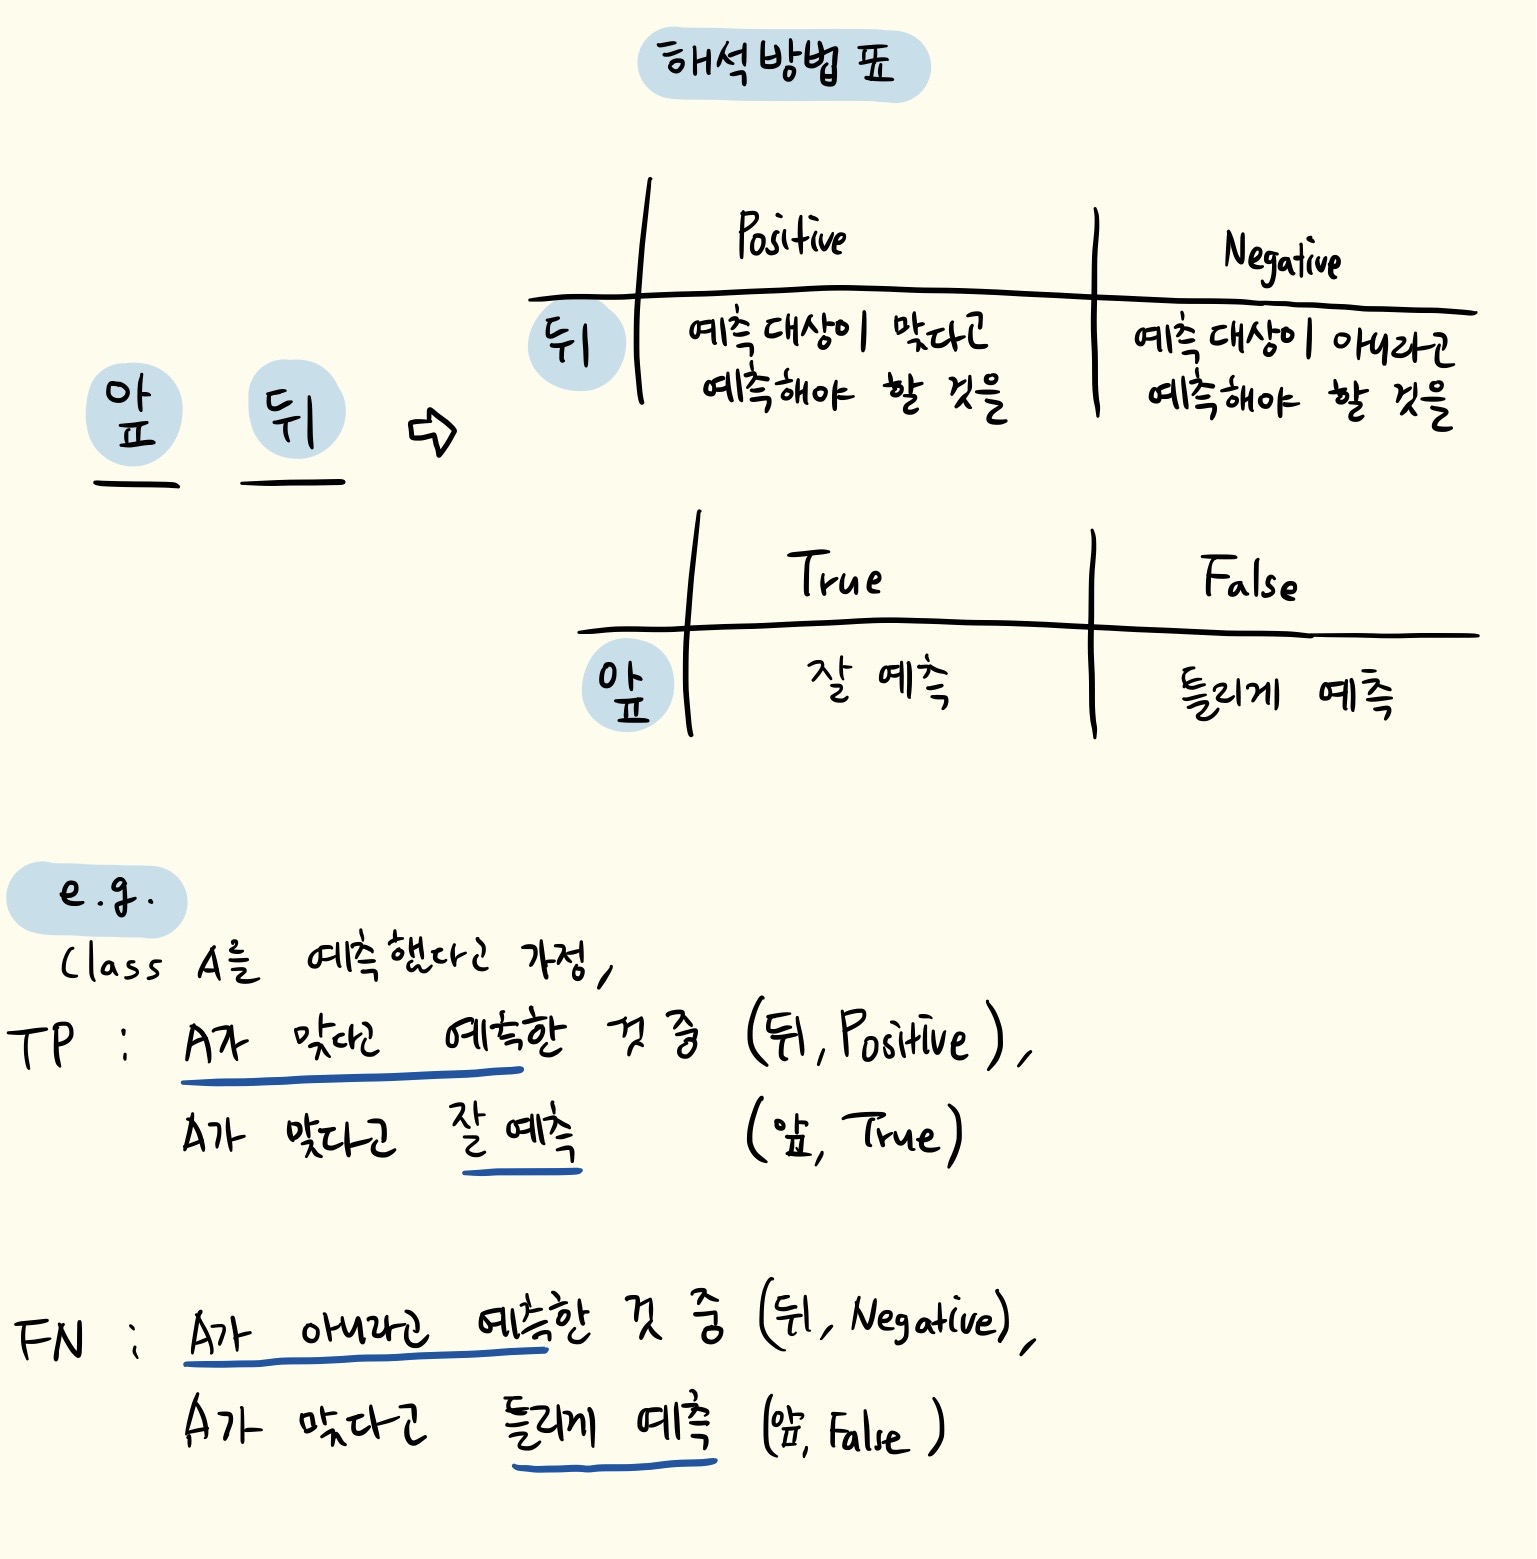 해석방법 표
Positive Negative
뒤 예측 대상이 맞다고 예측 대상이 아니라고
예측해야 할 것을 예측해야 할 것을
앞 뒤
True False
앞 잘 예측 틀리게 예측
e.g.
Class A를 예측했다고 가정,
TP : A가 맞다고 예측한 것 중 (뒤, Positive),
A가 맞다고 잘 예측 (앞, True)
FN : A가 아니라고 예측한 것 중 (뒤, Negative),
A가 맞다고 틀리게 예측 (앞, False)